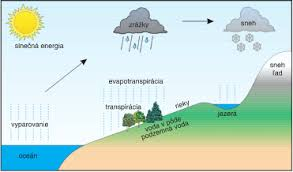 zrážky
sneh
slnečná energia
sneh
ľad
evapotranspirácia
transpirácia
rieky
jazerá
vyparovanie
voda v pôde
podzemná voda
oceán